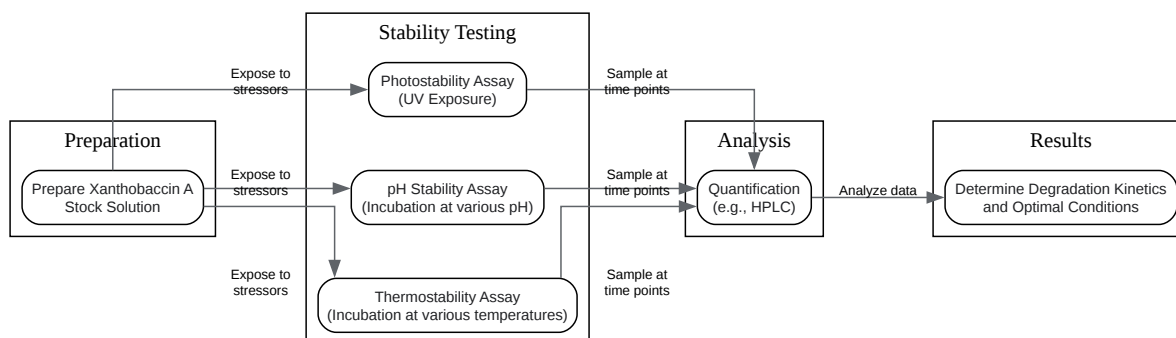 Stability Testing
Expose to
stressors
Photostability Assay
(UV Exposure)
Sample at
time points
Preparation
Prepare Xanthobaccin A
Stock Solution
Expose to
stressors
pH Stability Assay
(Incubation at various pH)
Sample at
time points
Analysis
Quantification
(e.g., HPLC)
Analyze data
Results
Determine Degradation Kinetics
and Optimal Conditions
Expose to
stressors
Thermostability Assay
(Incubation at various temperatures)
Sample at
time points